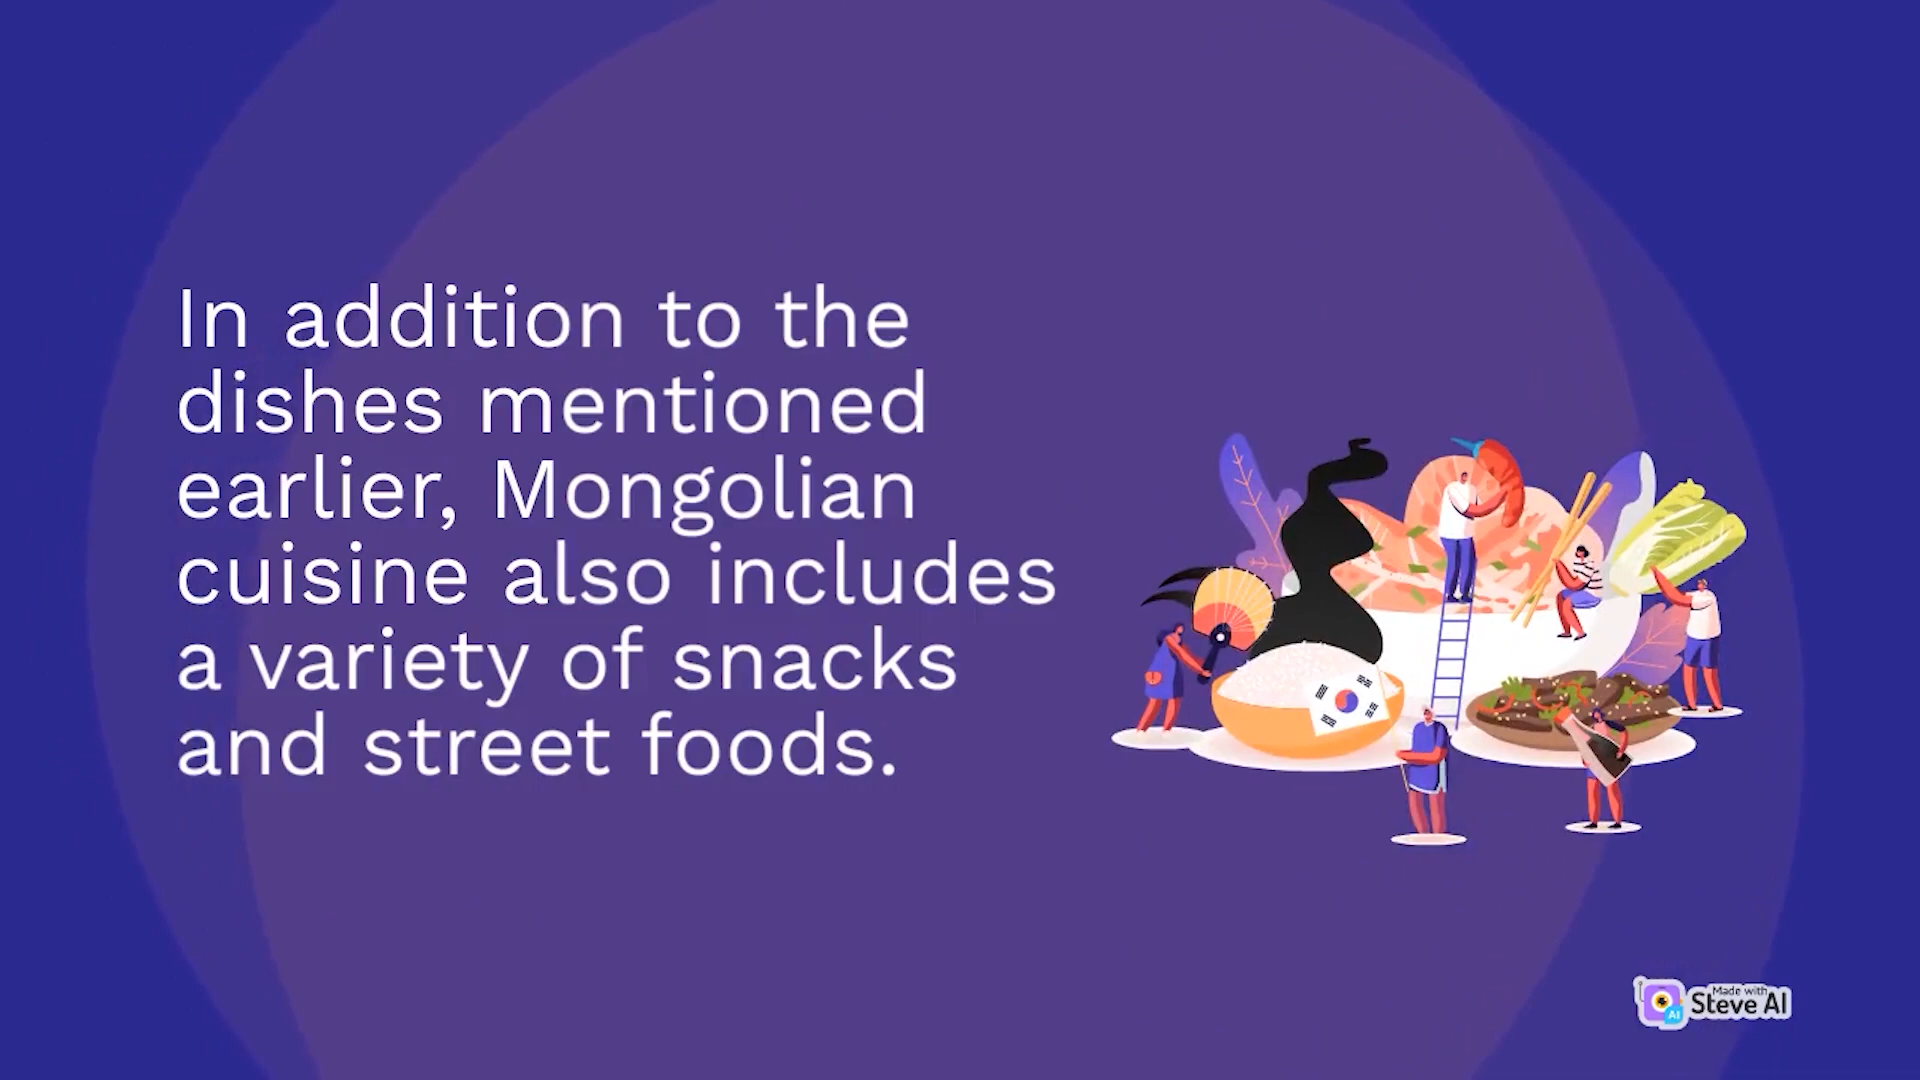 In addition to the
dishes mentioned
earlier, Mongolian
cuisine also includes
a variety of snacks
and street foods.
Made with
Steve AI
AI